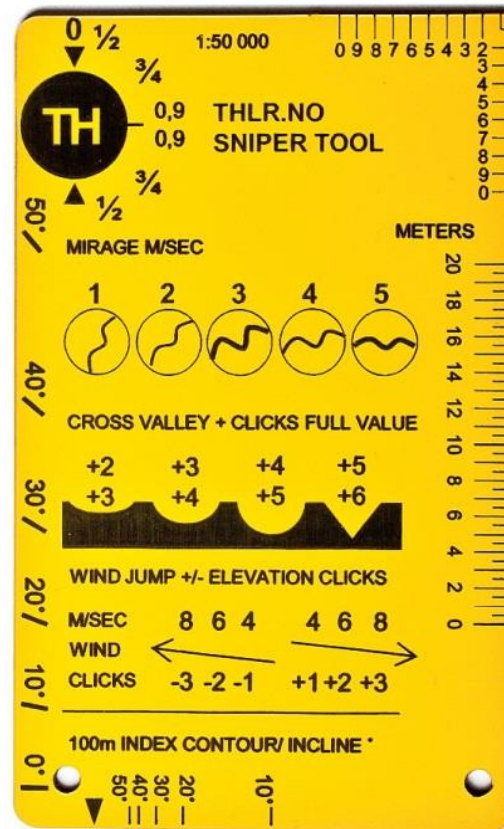 0 ½
1:50 000
0 9 8 7 6 5 4 3 2
3
4
5
6
7
8
9
0
¾
TH
0,9
0,9
THLR.NO
SNIPER TOOL
¾
½
50°
METERS
MIRAGE M/SEC
20
18
16
14
12
10
8
6
4
2
0
1 2 3 4 5
40°
CROSS VALLEY + CLICKS FULL VALUE
+2 +3 +4 +5
+3 +4 +5 +6
30°
WIND JUMP +/- ELEVATION CLICKS
20°
M/SEC 8 6 4 4 6 8
WIND
CLICKS -3 -2 -1 +1 +2 +3
10°
100m INDEX CONTOUR/ INCLINE °
0°
50° 40° 30° 20° 10°